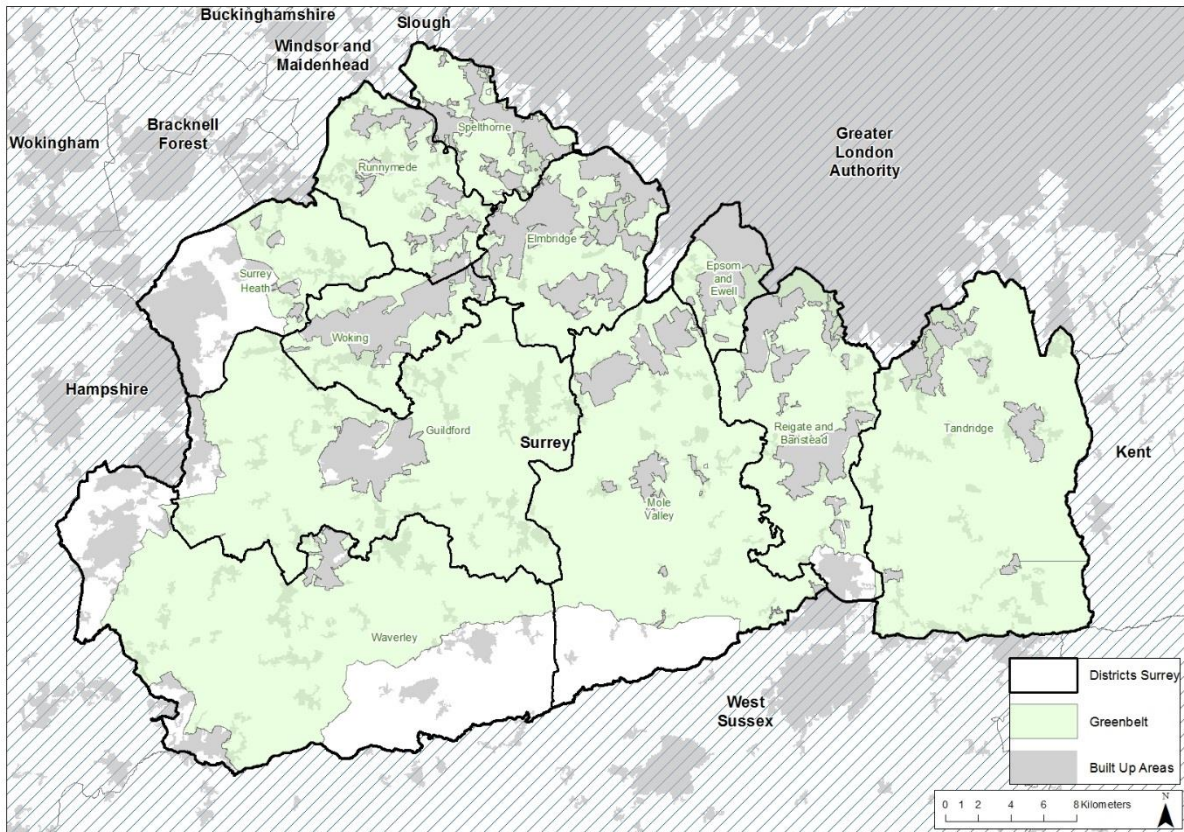 Buckinghamshire
Slough
Windsor and
Maidenhead
Bracknell
Forest
Wokingham
Greater
London
Authority
Spelthorne
Runnymede
Elmbridge
Surrey
Heath
Epsom
and
Ewell
Woking
Hampshire
Guildford
Surrey
Reigate and
Banstead
Tandridge
Kent
Mole
Valley
Waverley
West
Sussex
Districts Surrey
Greenbelt
Built Up Areas
0 1 2 4 6 8 Kilometers
N